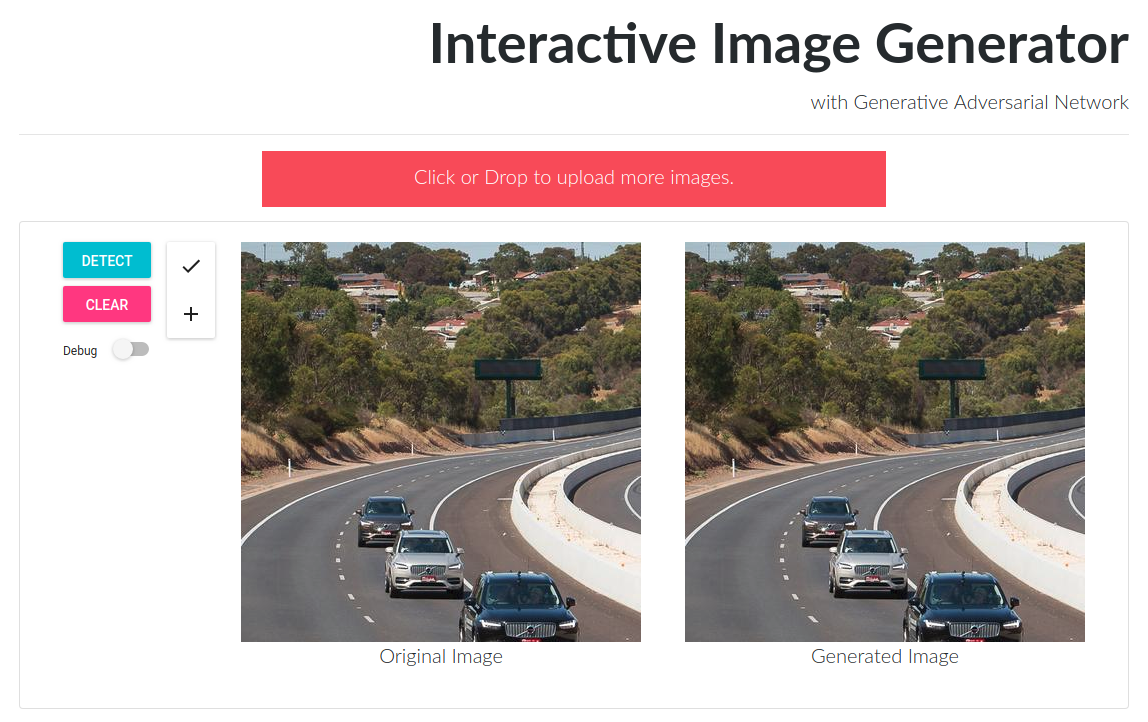 Interactive Image Generator
with Generative Adversarial Network
Click or Drop to upload more images.
DETECT
CLEAR
Debug
Original Image
Generated Image